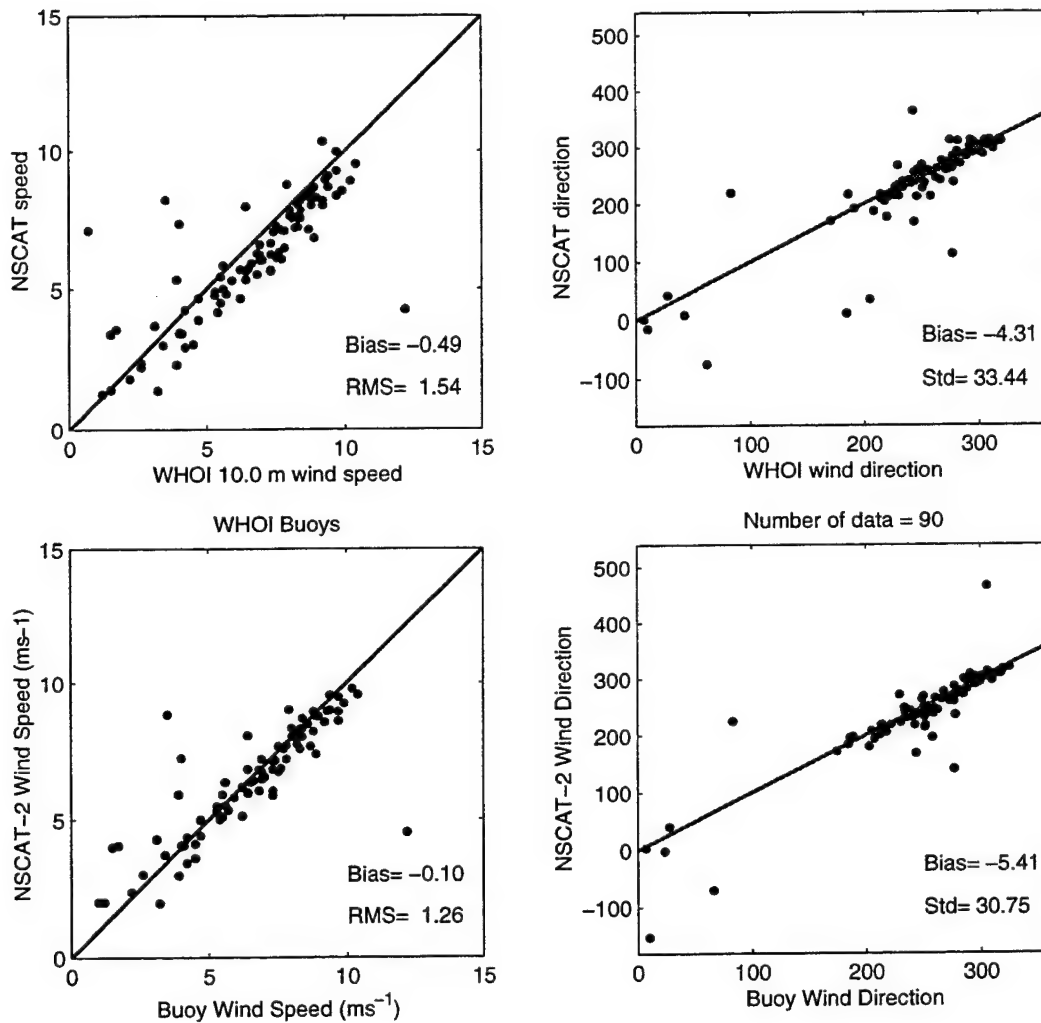 15
10
5
0
NSCAT speed
Bias= −0.49
RMS= 1.54
0 5 10 15
WHOI 10.0 m wind speed
500
400
300
200
100
0
−100
NSCAT direction
Bias= −4.31
Std= 33.44
0 100 200 300
WHOI wind direction
WHOI Buoys
15
10
5
0
NSCAT−2 Wind Speed (ms−1)
Bias= −0.10
RMS= 1.26
0 5 10 15
Buoy Wind Speed (ms⁻¹)
Number of data = 90
500
400
300
200
100
0
−100
NSCAT−2 Wind Direction
Bias= −5.41
Std= 30.75
0 100 200 300
Buoy Wind Direction